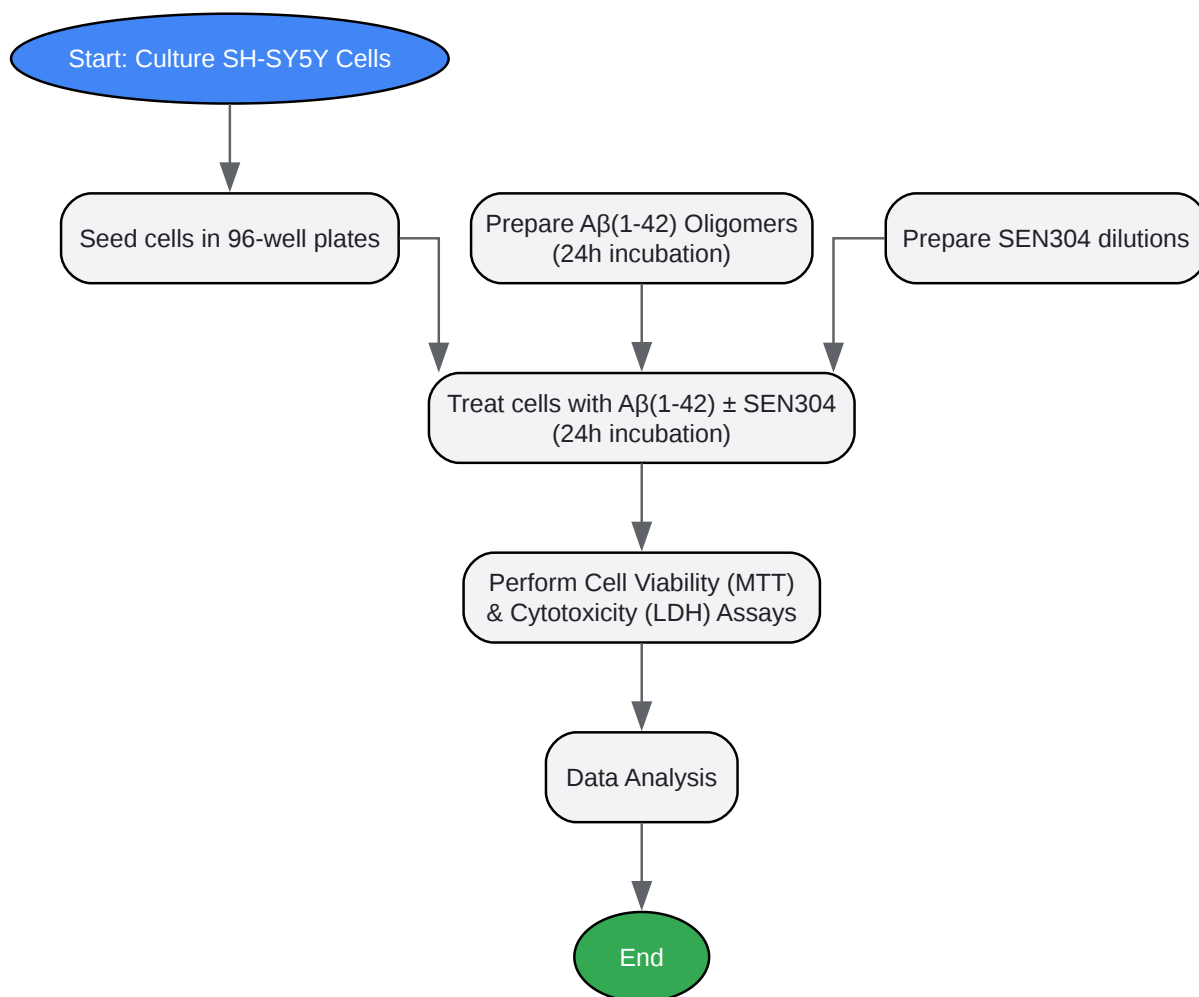 Start: Culture SH-SY5Y Cells
Seed cells in 96-well plates
Prepare Aβ(1-42) Oligomers
(24h incubation)
Prepare SEN304 dilutions
Treat cells with Aβ(1-42) ± SEN304
(24h incubation)
Perform Cell Viability (MTT)
& Cytotoxicity (LDH) Assays
Data Analysis
End